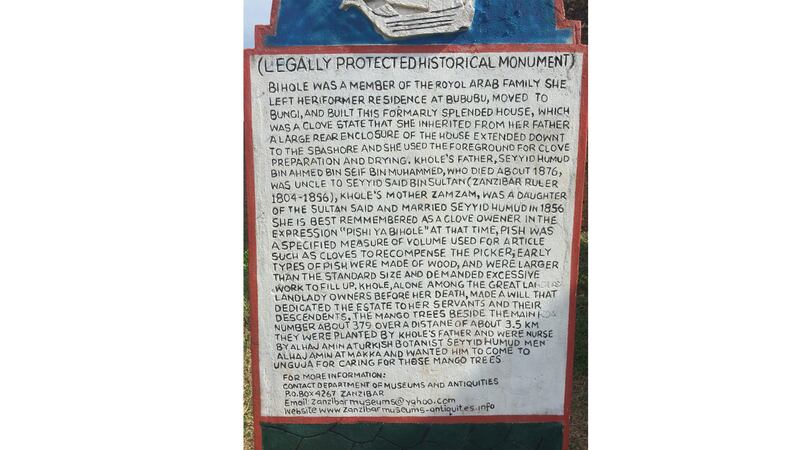 (LEGALLY PROTECTED HISTORICAL MONUMENT)
BIHOLE WAS A MEMBER OF THE ROYOL ARAB FAMILY SHE
LEFT HERIFORMER RESIDENCE AT BUBUBU, MOVED TO
BUNGI, AND BUILT THIS FORMARLY SPLENDED HOUSE, WHICH
WAS A CLOVE STATE THAT SHE INHERITED FROM HER FATHER
A LARGE REAR ENCLOSURE OF THE HOUSE EXTENDED DOWNT
TO THE SBASHORE AND SHE USED THE FOREGROUND FOR CLOVE
PREPARATION AND DRYING. KHOLE'S FATHER, SEYYID HUMUD
BIN AHMED BIN SEIF BIN MUHAMMED, WHO DIED ABOUT 1876,
WAS UNCLE TO SEYYID SAID BIN SULTAN (ZANZIBAR RULER
1804-1856), KHOLE'S MOTHER ZAMZAM, WAS A DAUGHTER
OF THE SULTAN SAID AND MARRIED SEYYID HUMUD IN 1856
SHE IS BEST REMMEMBERED AS A CLOVE OWENER IN THE
EXPRESSION "PISHI YA BIHOLE" AT THAT TIME, PISH WAS
A SPECIFIED MEASURE OF VOLUME USED FOR ARTICLE
SUCH AS CLOVES TO RECOMPENSE THE PICKER, EARLY
TYPES OF PISH WERE MADE OF WOOD, AND WERE LARGER
THAN THE STANDARD SIZE AND DEMANDED EXCESSIVE
WORK TO FILL UP. KHOLE, ALONE AMONG THE GREAT
LANDLADY OWNERS BEFORE HER DEATH, MADE A WILL THAT
DEDICATED THE ESTATE TO HER SERVANTS AND THEIR
DESCENDENTS, THE MANGO TREES BESIDE THE MAIN
NUMBER ABOUT 379 OVER A DISTANE OF ABOUT 3.5 KM
THEY WERE PLANTED BY KHOLE'S FATHER AND WERE NURSE
BY ALHAJ AMIN A TURKISH BOTANIST SEYYID HUMUD MEN
ALHAJ AMIN AT MAKKA AND WANTED HIM TO COME TO
UNGUJA FOR CARING FOR THOSE MANGO TREES
FOR MORE INFORMATION:
CONTACT DEPARTMENT OF MUSEUMS AND ANTIQUITIES
P.O.BOX 4267 ZANZIBAR
Email: zanzibarmuseums@yahoo.com
Website www.zanzibarmuseums-antiquites.info